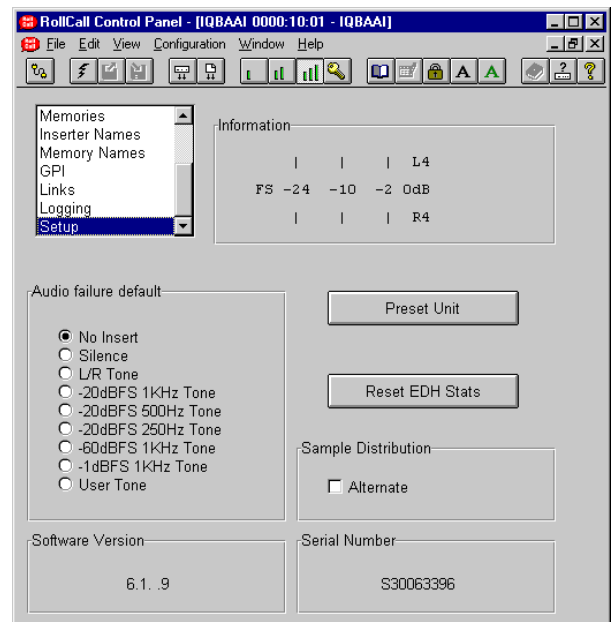 RollCall Control Panel - [IQBAAI 0000:10:01 - IQBAAI]
File Edit View Configuration Window Help
A A
Memories
Inserter Names
Memory Names
GPI
Links
Logging
Setup
Information
| | | L4
FS -24 -10 -2 0dB
| | | R4
Audio failure default
No Insert
Silence
L/R Tone
-20dBFS 1KHz Tone
-20dBFS 500Hz Tone
-20dBFS 250Hz Tone
-60dBFS 1KHz Tone
-1dBFS 1KHz Tone
User Tone
Preset Unit
Reset EDH Stats
Sample Distribution
Alternate
Software Version
6.1. .9
Serial Number
S30063396